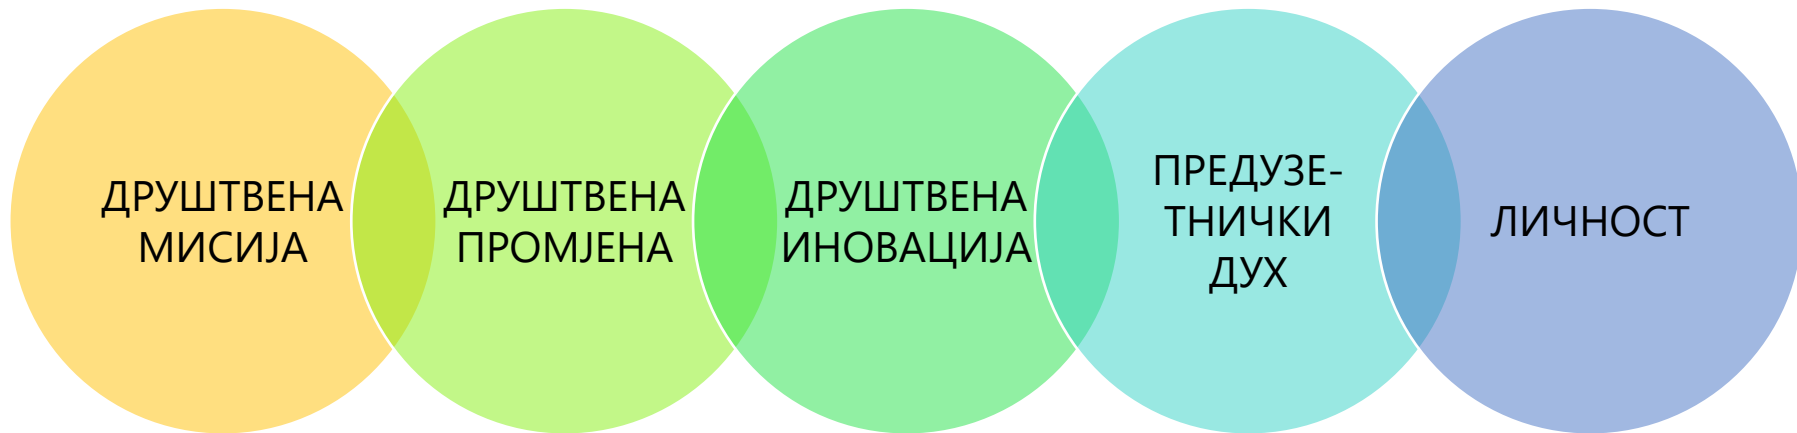 ДРУШТВЕНА
МИСИЈА
ДРУШТВЕНА
ПРОМЈЕНА
ДРУШТВЕНА
ИНОВАЦИЈА
ПРЕДУЗЕ-
ТНИЧКИ
ДУХ
ЛИЧНОСТ